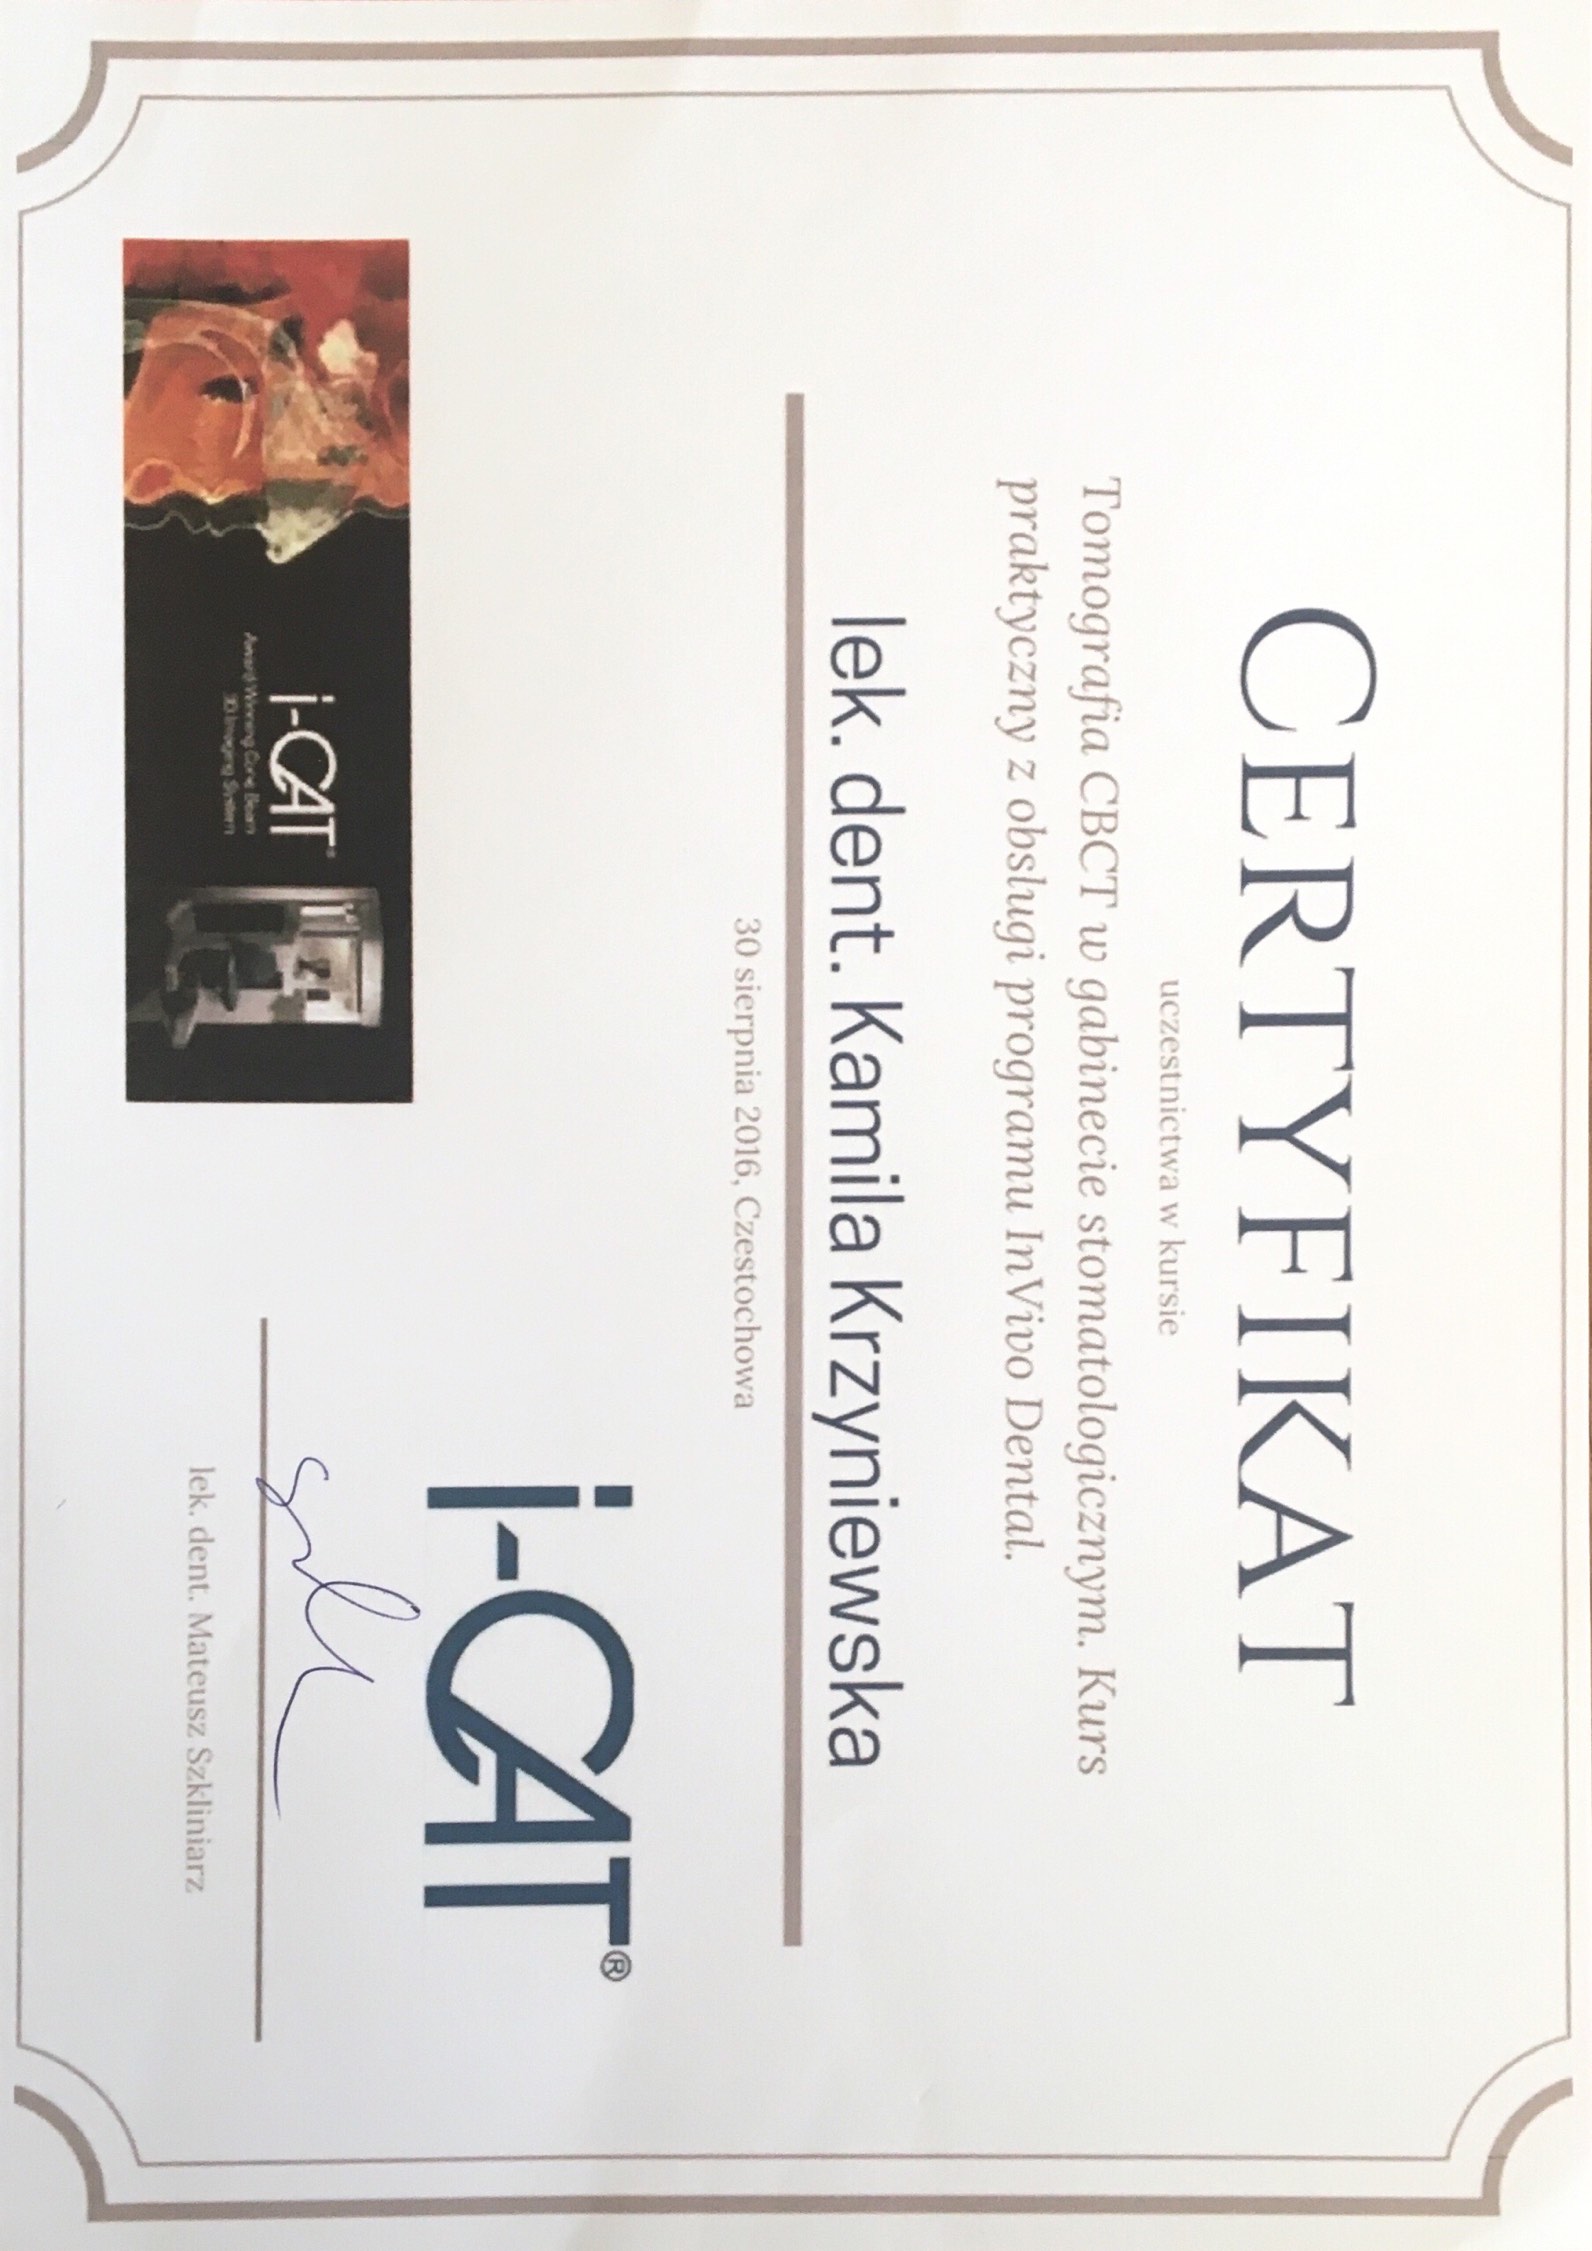 CERTYFIKAT
uczestnictwa w kursie
Tomografia CBCT w gabinecie stomatologicznym. Kurs
praktyczny z obslugi programu InVivo Dental.
lek. dent. Kamila Krzyniewska
30 sierpnia 2016, Czestochowa
i-CAT®
i-CAT
Award-Winning Cone Beam
3D Imaging System
lek. dent. Mateusz Szkliniarz